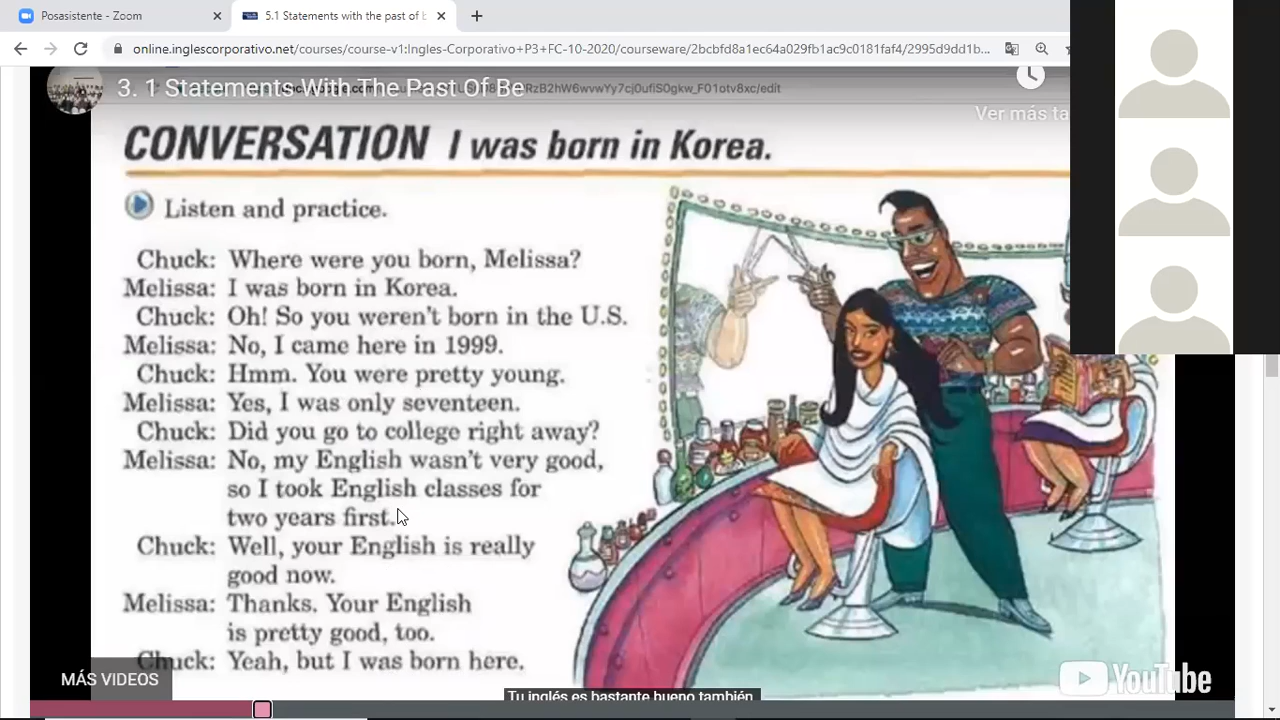 Posasistente - Zoom
5.1 Statements with the past of b
online.inglescorporativo.net/courses/course-v1:Ingles-Corporativo+P3+FC-10-2020/courseware/2bcbfd8a1ec64a029fb1ac9c0181faf4/2995d9dd1b...
3. 1 Statements With The Past Of Be
RzB2hW6wvwYy7cj0ufiS0gkw_F01otv8xc/edit
Ver más ta
CONVERSATION I was born in Korea.
Listen and practice.
Chuck: Where were you born, Melissa?
Melissa: I was born in Korea.
Chuck: Oh! So you weren't born in the U.S.
Melissa: No, I came here in 1999.
Chuck: Hmm. You were pretty young.
Melissa: Yes, I was only seventeen.
Chuck: Did you go to college right away?
Melissa: No, my English wasn't very good,
so I took English classes for
two years first.
Chuck: Well, your English is really
good now.
Melissa: Thanks. Your English
is pretty good, too.
Chuck: Yeah, but I was born here.
MÁS VIDEOS
Tu inglés es bastante bueno también
YouTube